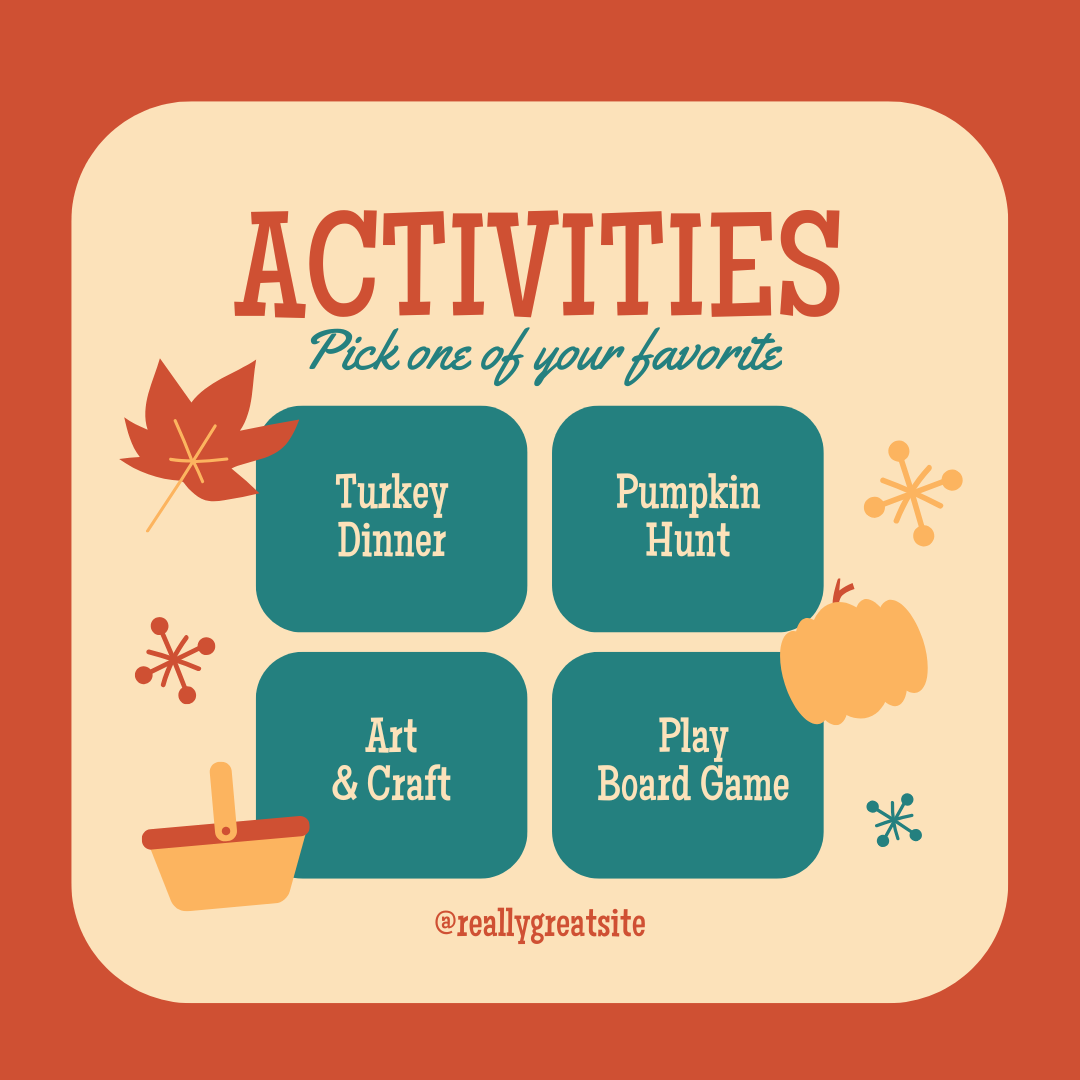 ACTIVITIES
Pick one of your favorite
Turkey
Dinner
Pumpkin
Hunt
Art
& Craft
Play
Board Game
@reallygreatsite